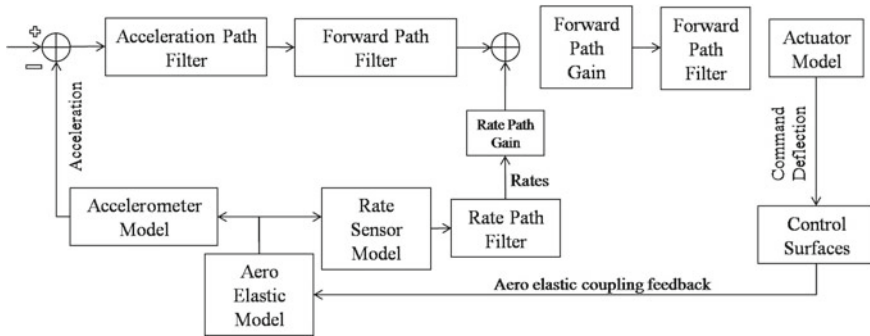 +
−
Acceleration Path
Filter
Forward Path
Filter
Forward
Path
Gain
Forward
Path
Filter
Actuator
Model
Acceleration
Rate Path
Gain
Command
Deflection
Rates
Accelerometer
Model
Rate
Sensor
Model
Rate Path
Filter
Control
Surfaces
Aero
Elastic
Model
Aero elastic coupling feedback